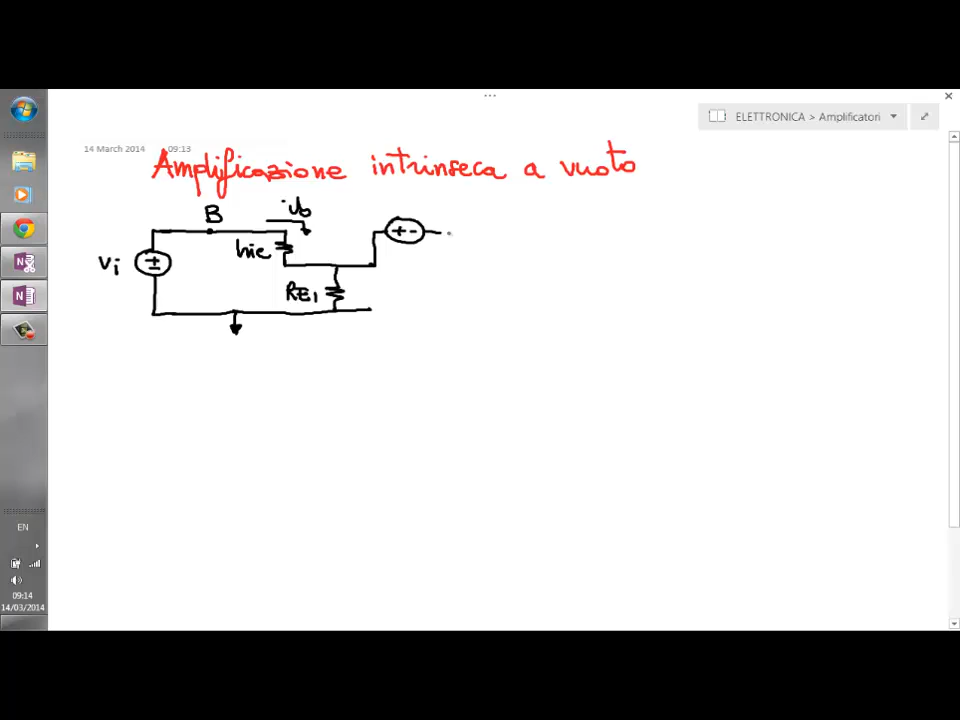 ELETTRONICA > Amplificatori
14 March 2014 09:13
Amplificazione intrinseca a vuoto
B
ib
hie
vi
+ -
RE1
EN
09:14
14/03/2014